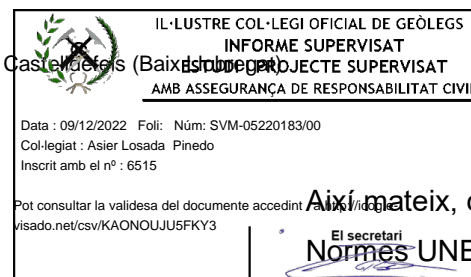 IL·LUSTRE COL·LEGI OFICIAL DE GEÒLEGS
INFORME SUPERVISAT
Castelldefels (Baix Llobregat).
ESTUDI - PROJECTE SUPERVISAT
AMB ASSEGURANÇA DE RESPONSABILITAT CIVIL
Data : 09/12/2022 Foli: Núm: SVM-05220183/00
Col·legiat : Asier Losada Pinedo
Inscrit amb el nº : 6515
Pot consultar la validesa del documente accedint
Així mateix,
visado.net/csv/KAONOUJU5FKY3
El secretari
Normes UNE